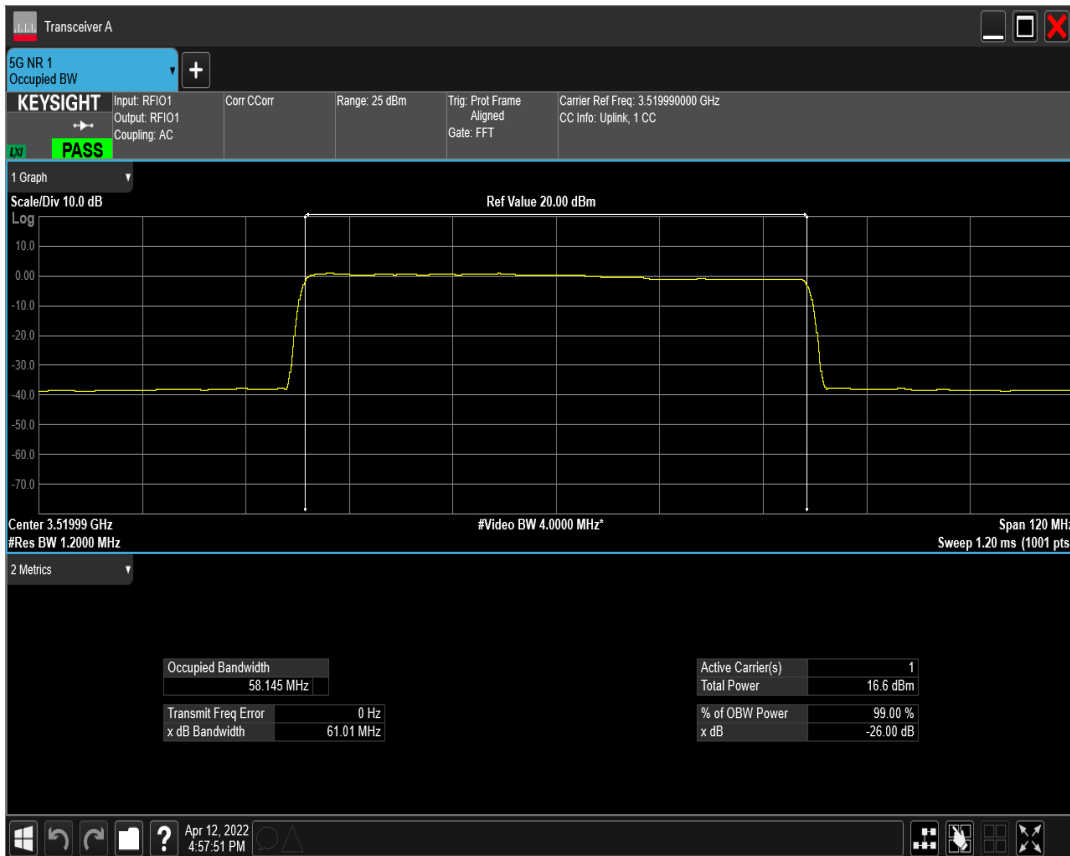 Transceiver A
5G NR 1
Occupied BW
KEYSIGHT
LXI
PASS
Input: RFIO1
Output: RFIO1
Coupling: AC
Corr CCorr
Range: 25 dBm
Trig: Prot Frame
Aligned
Gate: FFT
Carrier Ref Freq: 3.519990000 GHz
CC Info: Uplink, 1 CC
1 Graph
Scale/Div 10.0 dB
Ref Value 20.00 dBm
Log
10.0
0.00
-10.0
-20.0
-30.0
-40.0
-50.0
-60.0
-70.0
Center 3.51999 GHz
#Video BW 4.0000 MHz*
Span 120 MHz
#Res BW 1.2000 MHz
Sweep 1.20 ms (1001 pts
2 Metrics
Occupied Bandwidth
58.145 MHz
Transmit Freq Error 0 Hz
x dB Bandwidth 61.01 MHz
Active Carrier(s) 1
Total Power 16.6 dBm
% of OBW Power 99.00 %
x dB -26.00 dB
?
Apr 12, 2022
4:57:51 PM